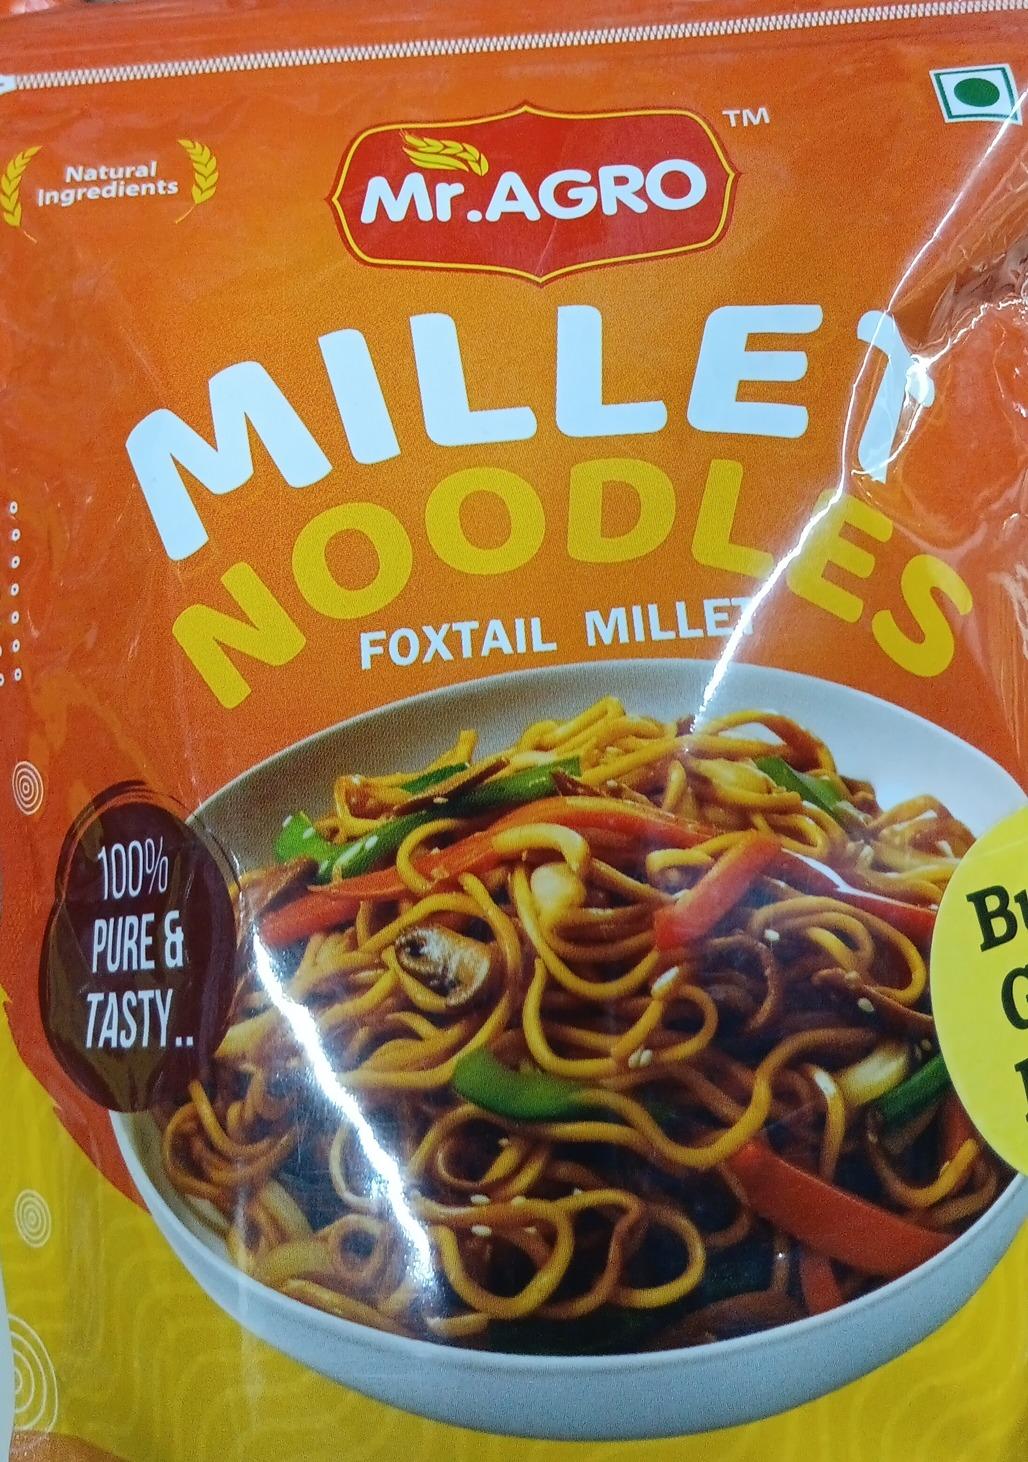 Natural
Ingredients
Mr.AGRO
TM
MILLET
NOODLES
FOXTAIL MILLET
100%
PURE &
TASTY..